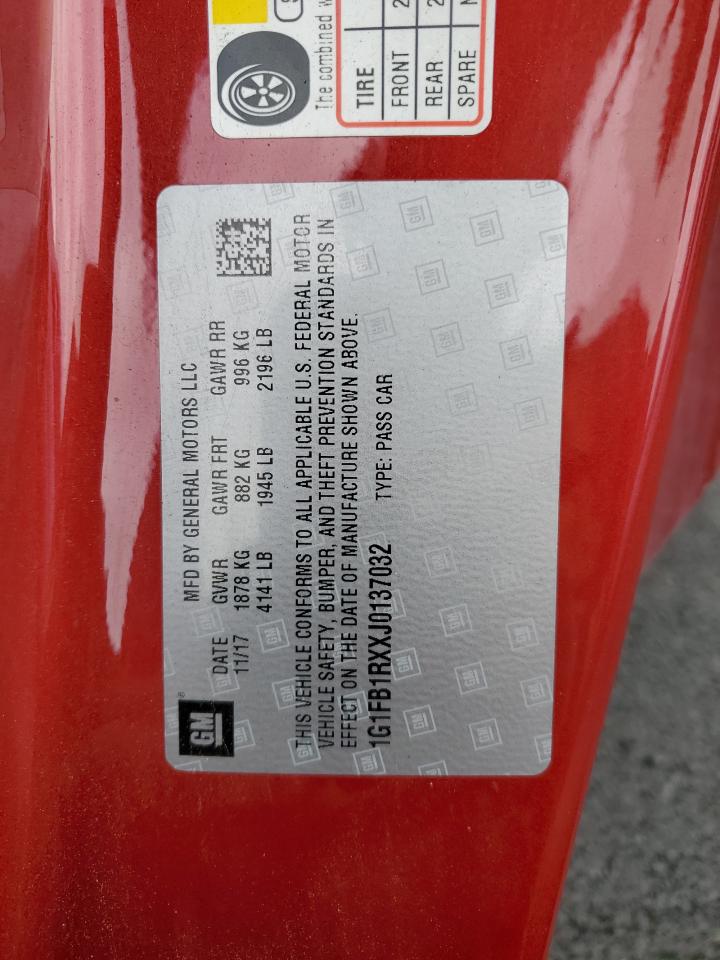 The combined w
TIRE
FRONT 2
REAR 2
SPARE
GM®
MFD BY GENERAL MOTORS LLC
DATE GVWR GAWR FRT GAWR RR
11/17 1878 KG 882 KG 996 KG
4141 LB 1945 LB 2196 LB
THIS VEHICLE CONFORMS TO ALL APPLICABLE U.S. FEDERAL MOTOR
VEHICLE SAFETY, BUMPER, AND THEFT PREVENTION STANDARDS IN
EFFECT ON THE DATE OF MANUFACTURE SHOWN ABOVE.
1G1FB1RXXJ0137032 TYPE: PASS CAR